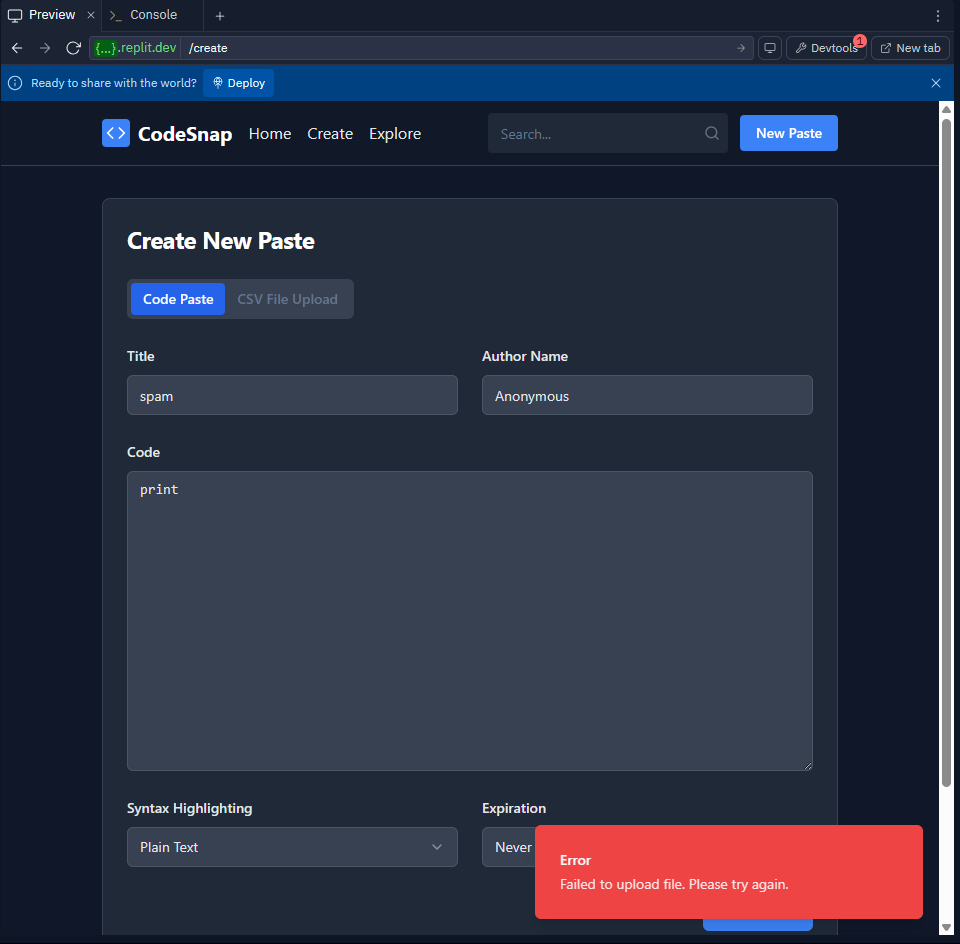 Preview
Console
{...}.replit.dev /create
Devtools 1
New tab
Ready to share with the world? Deploy
CodeSnap Home Create Explore Search... New Paste
Create New Paste
Code Paste CSV File Upload
Title Author Name
spam Anonymous
Code
print
Syntax Highlighting Expiration
Plain Text Never
Error
Failed to upload file. Please try again.